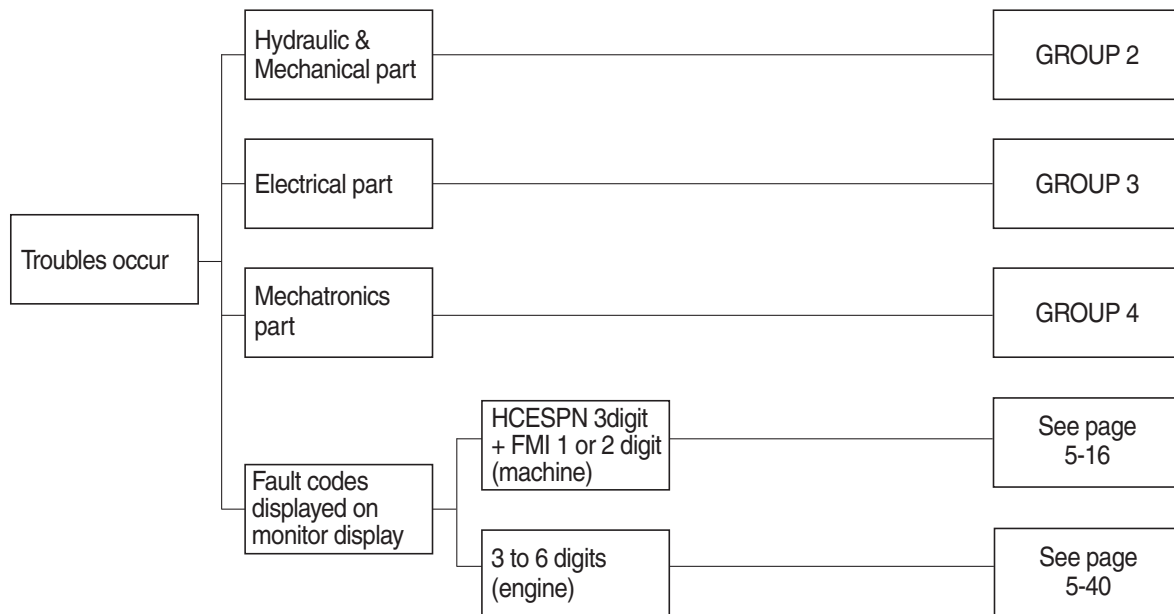 Troubles occur
Hydraulic &
Mechanical part
GROUP 2
Electrical part
GROUP 3
Mechatronics
part
GROUP 4
Fault codes
displayed on
monitor display
HCESPN 3digit
+ FMI 1 or 2 digit
(machine)
See page
5-16
3 to 6 digits
(engine)
See page
5-40